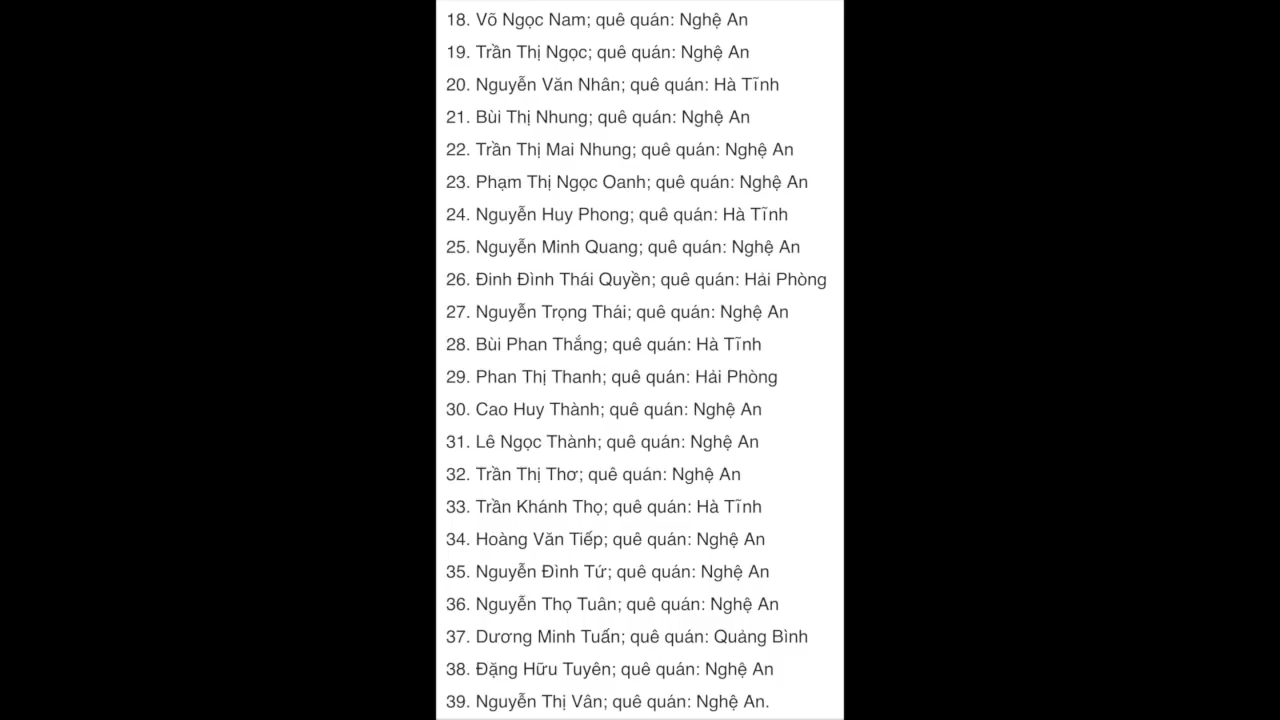 18. Võ Ngọc Nam; quê quán: Nghệ An
19. Trần Thị Ngọc; quê quán: Nghệ An
20. Nguyễn Văn Nhân; quê quán: Hà Tĩnh
21. Bùi Thị Nhung; quê quán: Nghệ An
22. Trần Thị Mai Nhung; quê quán: Nghệ An
23. Phạm Thị Ngọc Oanh; quê quán: Nghệ An
24. Nguyễn Huy Phong; quê quán: Hà Tĩnh
25. Nguyễn Minh Quang; quê quán: Nghệ An
26. Đinh Đình Thái Quyền; quê quán: Hải Phòng
27. Nguyễn Trọng Thái; quê quán: Nghệ An
28. Bùi Phan Thắng; quê quán: Hà Tĩnh
29. Phan Thị Thanh; quê quán: Hải Phòng
30. Cao Huy Thành; quê quán: Nghệ An
31. Lê Ngọc Thành; quê quán: Nghệ An
32. Trần Thị Thơ; quê quán: Nghệ An
33. Trần Khánh Thọ; quê quán: Hà Tĩnh
34. Hoàng Văn Tiếp; quê quán: Nghệ An
35. Nguyễn Đình Tứ; quê quán: Nghệ An
36. Nguyễn Thọ Tuân; quê quán: Nghệ An
37. Dương Minh Tuấn; quê quán: Quảng Bình
38. Đặng Hữu Tuyên; quê quán: Nghệ An
39. Nguyễn Thị Vân; quê quán: Nghệ An.